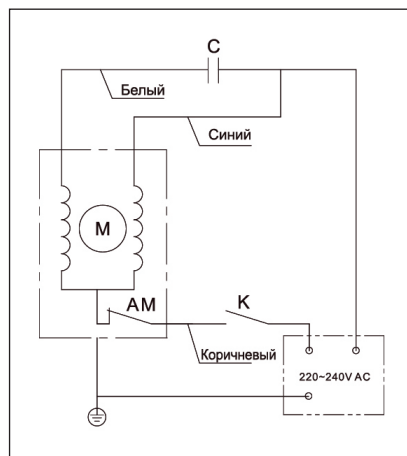 C
Белый
Синий
M
AM
K
Коричневый
220~240V AC